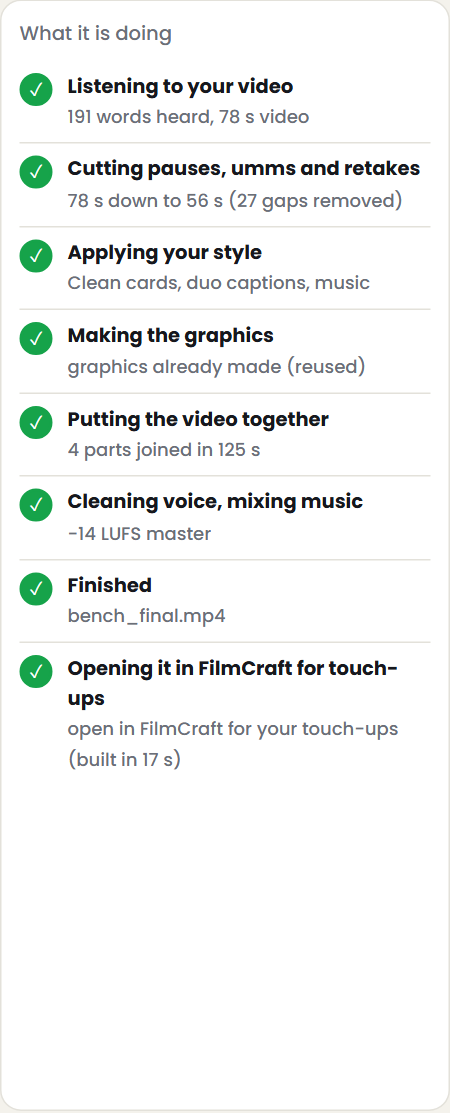 What it is doing
Listening to your video
191 words heard, 78 s video
Cutting pauses, umms and retakes
78 s down to 56 s (27 gaps removed)
Applying your style
Clean cards, duo captions, music
Making the graphics
graphics already made (reused)
Putting the video together
4 parts joined in 125 s
Cleaning voice, mixing music
-14 LUFS master
Finished
bench_final.mp4
Opening it in FilmCraft for touch-
ups
open in FilmCraft for your touch-ups
(built in 17 s)